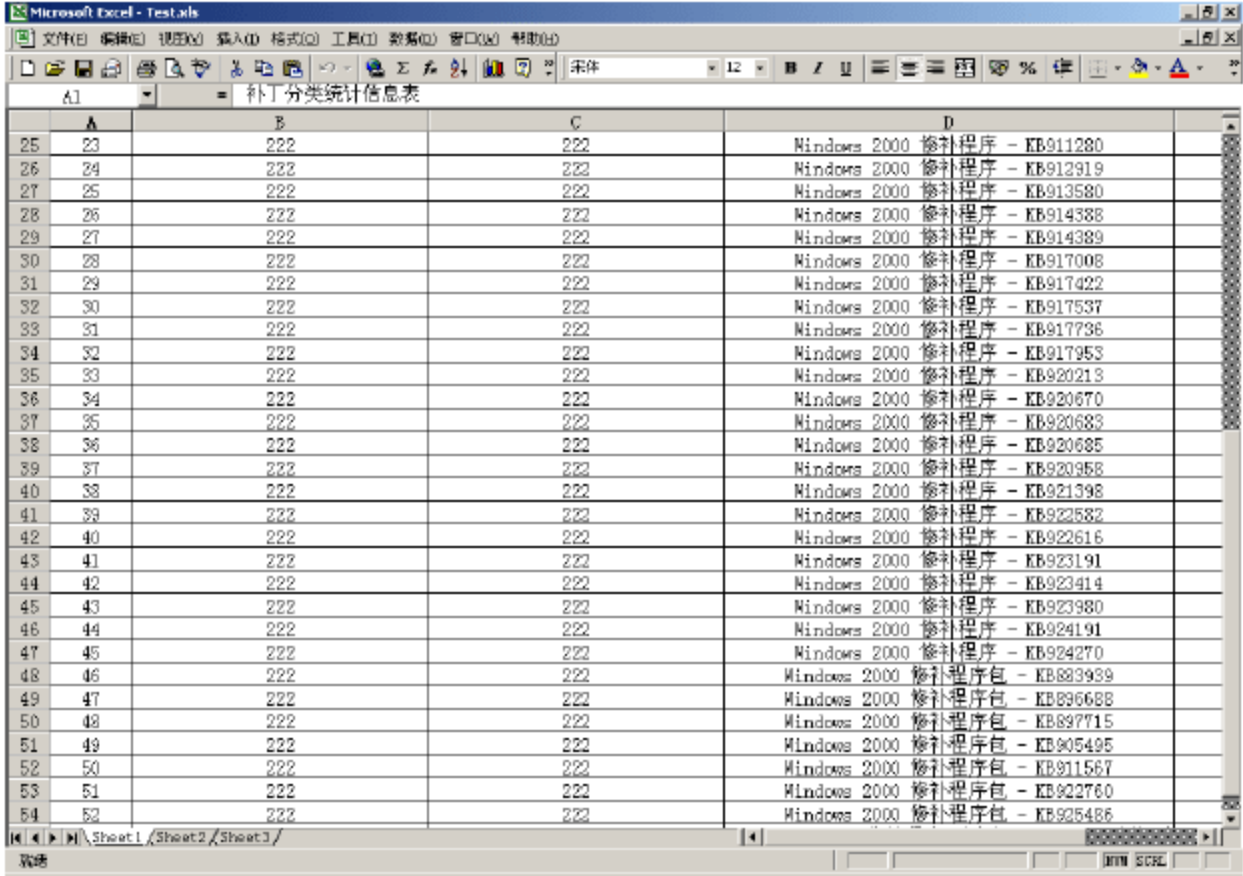 Microsoft Excel - Test.xls
文件(F) 编辑(E) 视图(V) 插入(I) 格式(O) 工具(T) 数据(D) 窗口(W) 帮助(H)
宋体 12 B I U
A1 = 补丁分类统计信息表
A B C D
25 23 222 222 Windows 2000 修补程序 - KB911280
26 24 222 222 Windows 2000 修补程序 - KB912919
27 25 222 222 Windows 2000 修补程序 - KB913580
28 26 222 222 Windows 2000 修补程序 - KB914388
29 27 222 222 Windows 2000 修补程序 - KB914389
30 28 222 222 Windows 2000 修补程序 - KB917008
31 29 222 222 Windows 2000 修补程序 - KB917422
32 30 222 222 Windows 2000 修补程序 - KB917537
33 31 222 222 Windows 2000 修补程序 - KB917736
34 32 222 222 Windows 2000 修补程序 - KB917953
35 33 222 222 Windows 2000 修补程序 - KB920213
36 34 222 222 Windows 2000 修补程序 - KB920670
37 35 222 222 Windows 2000 修补程序 - KB920683
38 36 222 222 Windows 2000 修补程序 - KB920685
39 37 222 222 Windows 2000 修补程序 - KB920958
40 38 222 222 Windows 2000 修补程序 - KB921398
41 39 222 222 Windows 2000 修补程序 - KB922582
42 40 222 222 Windows 2000 修补程序 - KB922616
43 41 222 222 Windows 2000 修补程序 - KB923191
44 42 222 222 Windows 2000 修补程序 - KB923414
45 43 222 222 Windows 2000 修补程序 - KB923980
46 44 222 222 Windows 2000 修补程序 - KB924191
47 45 222 222 Windows 2000 修补程序 - KB924270
48 46 222 222 Windows 2000 修补程序包 - KB883939
49 47 222 222 Windows 2000 修补程序包 - KB896688
50 48 222 222 Windows 2000 修补程序包 - KB897715
51 49 222 222 Windows 2000 修补程序包 - KB905495
52 50 222 222 Windows 2000 修补程序包 - KB911567
53 51 222 222 Windows 2000 修补程序包 - KB922760
54 52 222 222 Windows 2000 修补程序包 - KB925486
Sheet1 Sheet2 Sheet3
就绪 SCRL